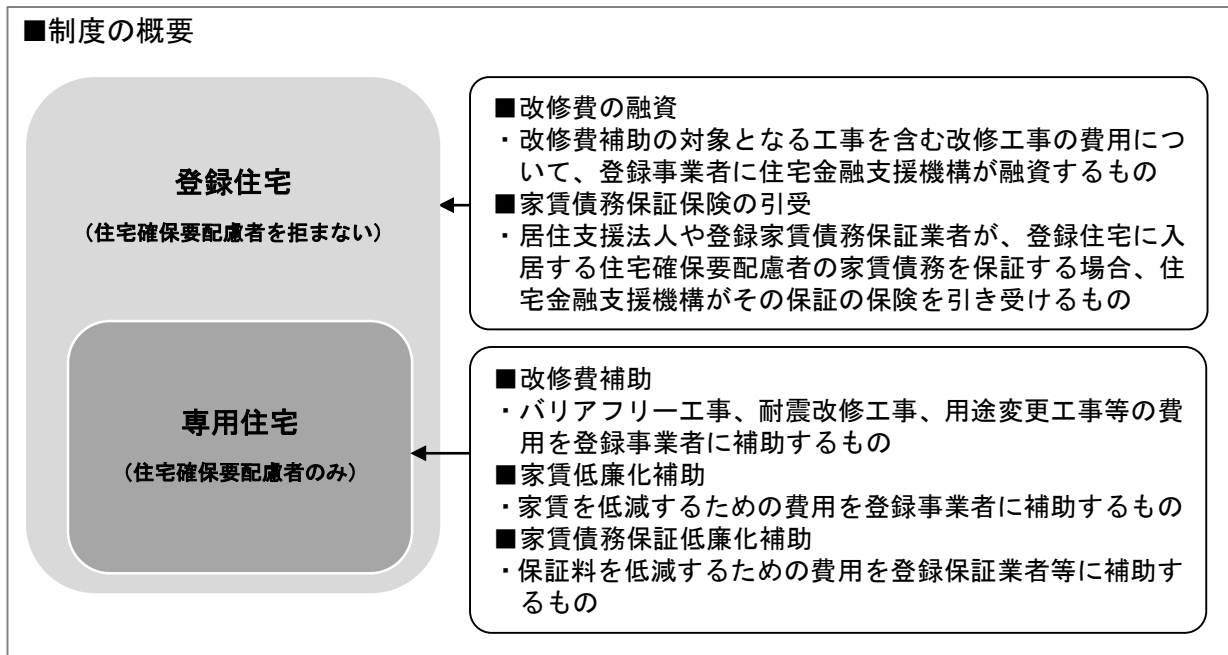 ■制度の概要
登録住宅
（住宅確保要配慮者を拒まない）
専用住宅
（住宅確保要配慮者のみ）
■改修費の融資
・改修費補助の対象となる工事を含む改修工事の費用につ
いて、登録事業者に住宅金融支援機構が融資するもの
■家賃債務保証保険の引受
・居住支援法人や登録家賃債務保証業者が、登録住宅に入
居する住宅確保要配慮者の家賃債務を保証する場合、住
宅金融支援機構がその保証の保険を引き受けるもの
■改修費補助
・バリアフリー工事、耐震改修工事、用途変更工事等の費
用を登録事業者に補助するもの
■家賃低廉化補助
・家賃を低減するための費用を登録事業者に補助するもの
■家賃債務保証低廉化補助
・保証料を低減するための費用を登録保証業者等に補助す
るもの